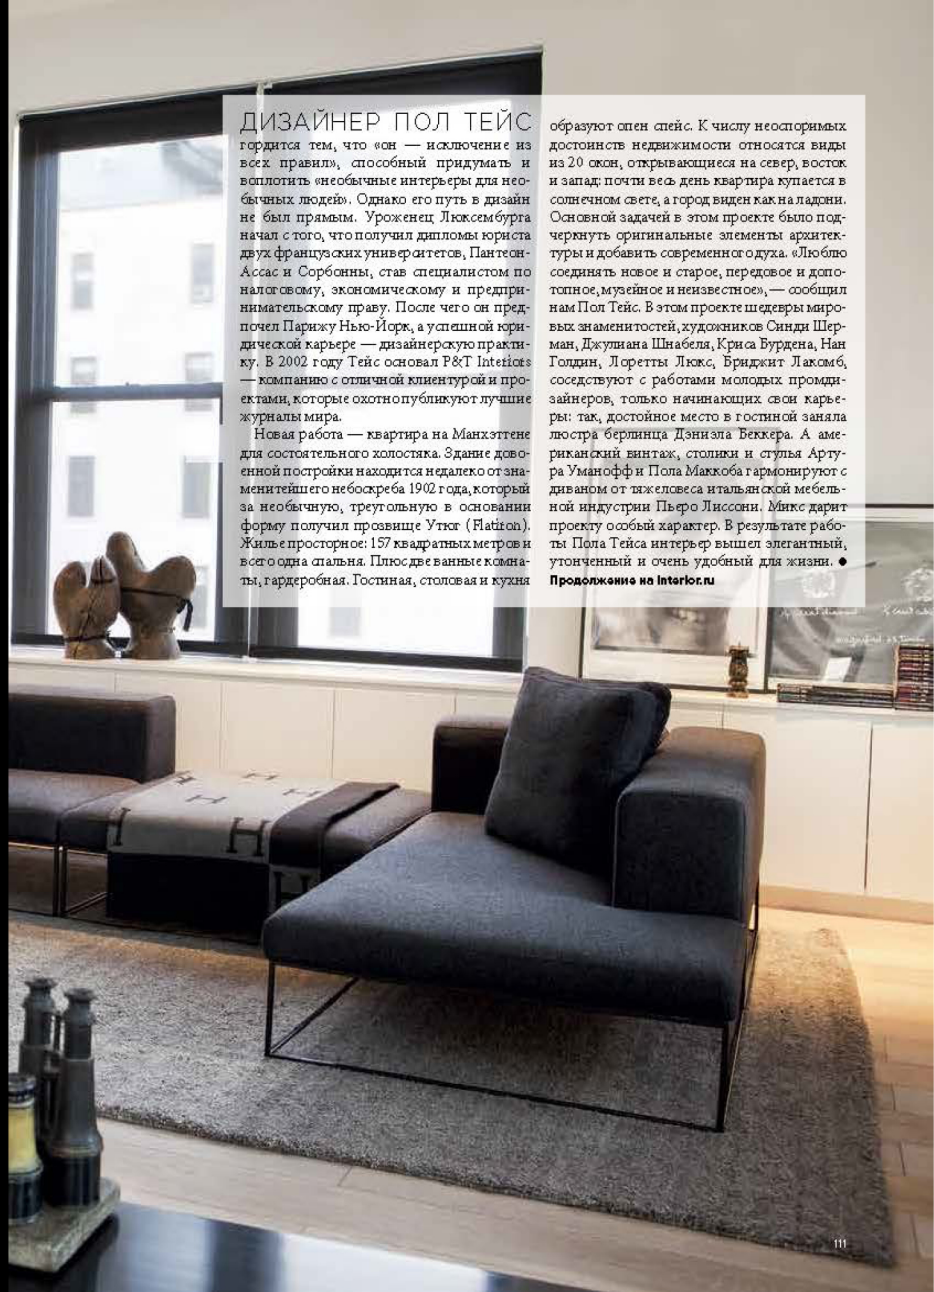 ДИЗАЙНЕР ПОЛ ТЕЙС
гордится тем, что «он — исключение из
всех правил», способный придумать и
воплотить «необычные интерьеры для нео-
бычных людей». Однако его путь в дизайн
не был прямым. Уроженец Люксембурга
начал с того, что получил дипломы юриста
двух французских университетов, Пантеон-
Ассас и Сорбонны, став специалистом по
налоговому, экономическому и предпри-
нимательскому праву. После чего он пред-
почел Парижу Нью-Йорк, а успешной юри-
дической карьере — дизайнерскую практи-
ку. В 2002 году Тейс основал P&T Interiors
— компанию с отличной клиентурой и про-
ектами, которые охотно публикуют лучшие
журналы мира.
Новая работа — квартира на Манхэттене
для состоятельного холостяка. Здание дово-
енной постройки находится недалеко от зна-
менитейшего небоскреба 1902 года, который
за необычную, треугольную в основании
форму получил прозвище Утюг (Flatiron).
Жилье просторное: 157 квадратных метров и
всего одна спальня. Плюс две ванные комна-
ты, гардеробная. Гостиная, столовая и кухня
образуют опен спейс. К числу неоспоримых
достоинств недвижимости относятся виды
из 20 окон, открывающиеся на север, восток
и запад: почти весь день квартира купается в
солнечном свете, а город виден как на ладони.
Основной задачей в этом проекте было под-
черкнуть оригинальные элементы архитек-
туры и добавить современного духа. «Люблю
соединять новое и старое, передовое и допо-
топное, музейное и неизвестное», — сообщил
нам Пол Тейс. В этом проекте шедевры миро-
вых знаменитостей, художников Синди Шер-
ман, Джулиана Шнабеля, Криса Бурдена, Нан
Голдин, Лоретты Люкс, Бриджит Лакомб,
соседствуют с работами молодых промди-
зайнеров, только начинающих свои карье-
ры: так, достойное место в гостиной заняла
люстра берлинца Дэниэла Беккера. А аме-
риканский винтаж, столики и стулья Арту-
ра Уманофф и Пола Маккоба гармонируют с
диваном от тяжеловеса итальянской мебель-
ной индустрии Пьеро Лиссони. Микс дарит
проекту особый характер. В результате рабо-
ты Пола Тейса интерьер вышел элегантный,
утонченный и очень удобный для жизни. ●
Продолжение на interior.ru
H
H
H
H
H
111